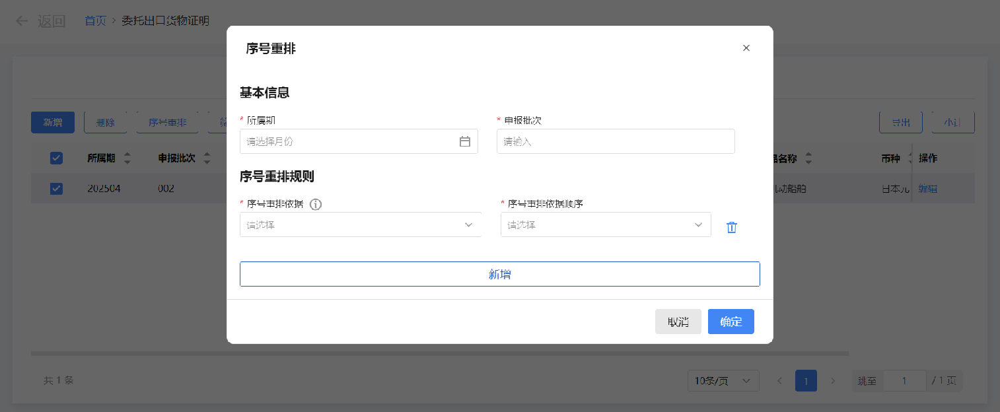 返回 首页 > 委托出口货物证明
序号重排
基本信息
* 所属期 * 申报批次
请选择月份 请输入
新增 删除 序号重排 导出 小计
所属期 申报批次 品名称 币种 操作
序号重排规则
202504 002 机动船舶 日本元 编辑
* 序号重排依据 * 序号重排依据顺序
请选择 请选择
新增
取消 确定
共 1 条 10条/页 1 跳至 1 / 1 页